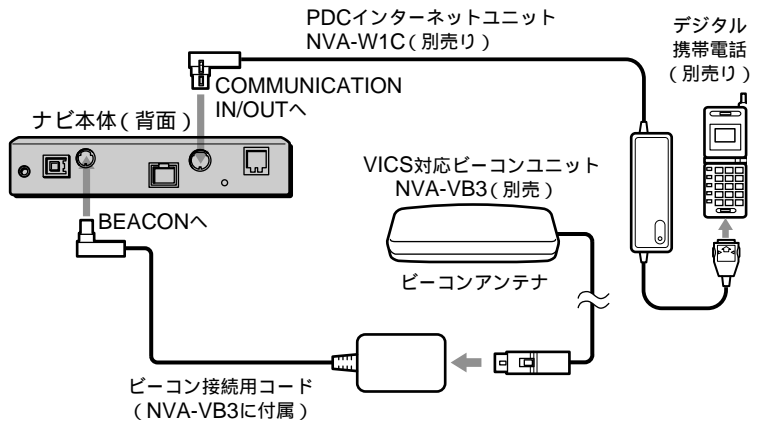 PDCインターネットユニット
NVA-W1C（別売り）
デジタル
携帯電話
（別売り）
COMMUNICATION
IN/OUTへ
ナビ本体（背面）
VICS対応ビーコンユニット
NVA-VB3（別売）
BEACONへ
ビーコンアンテナ
ビーコン接続用コード
（NVA-VB3に付属）